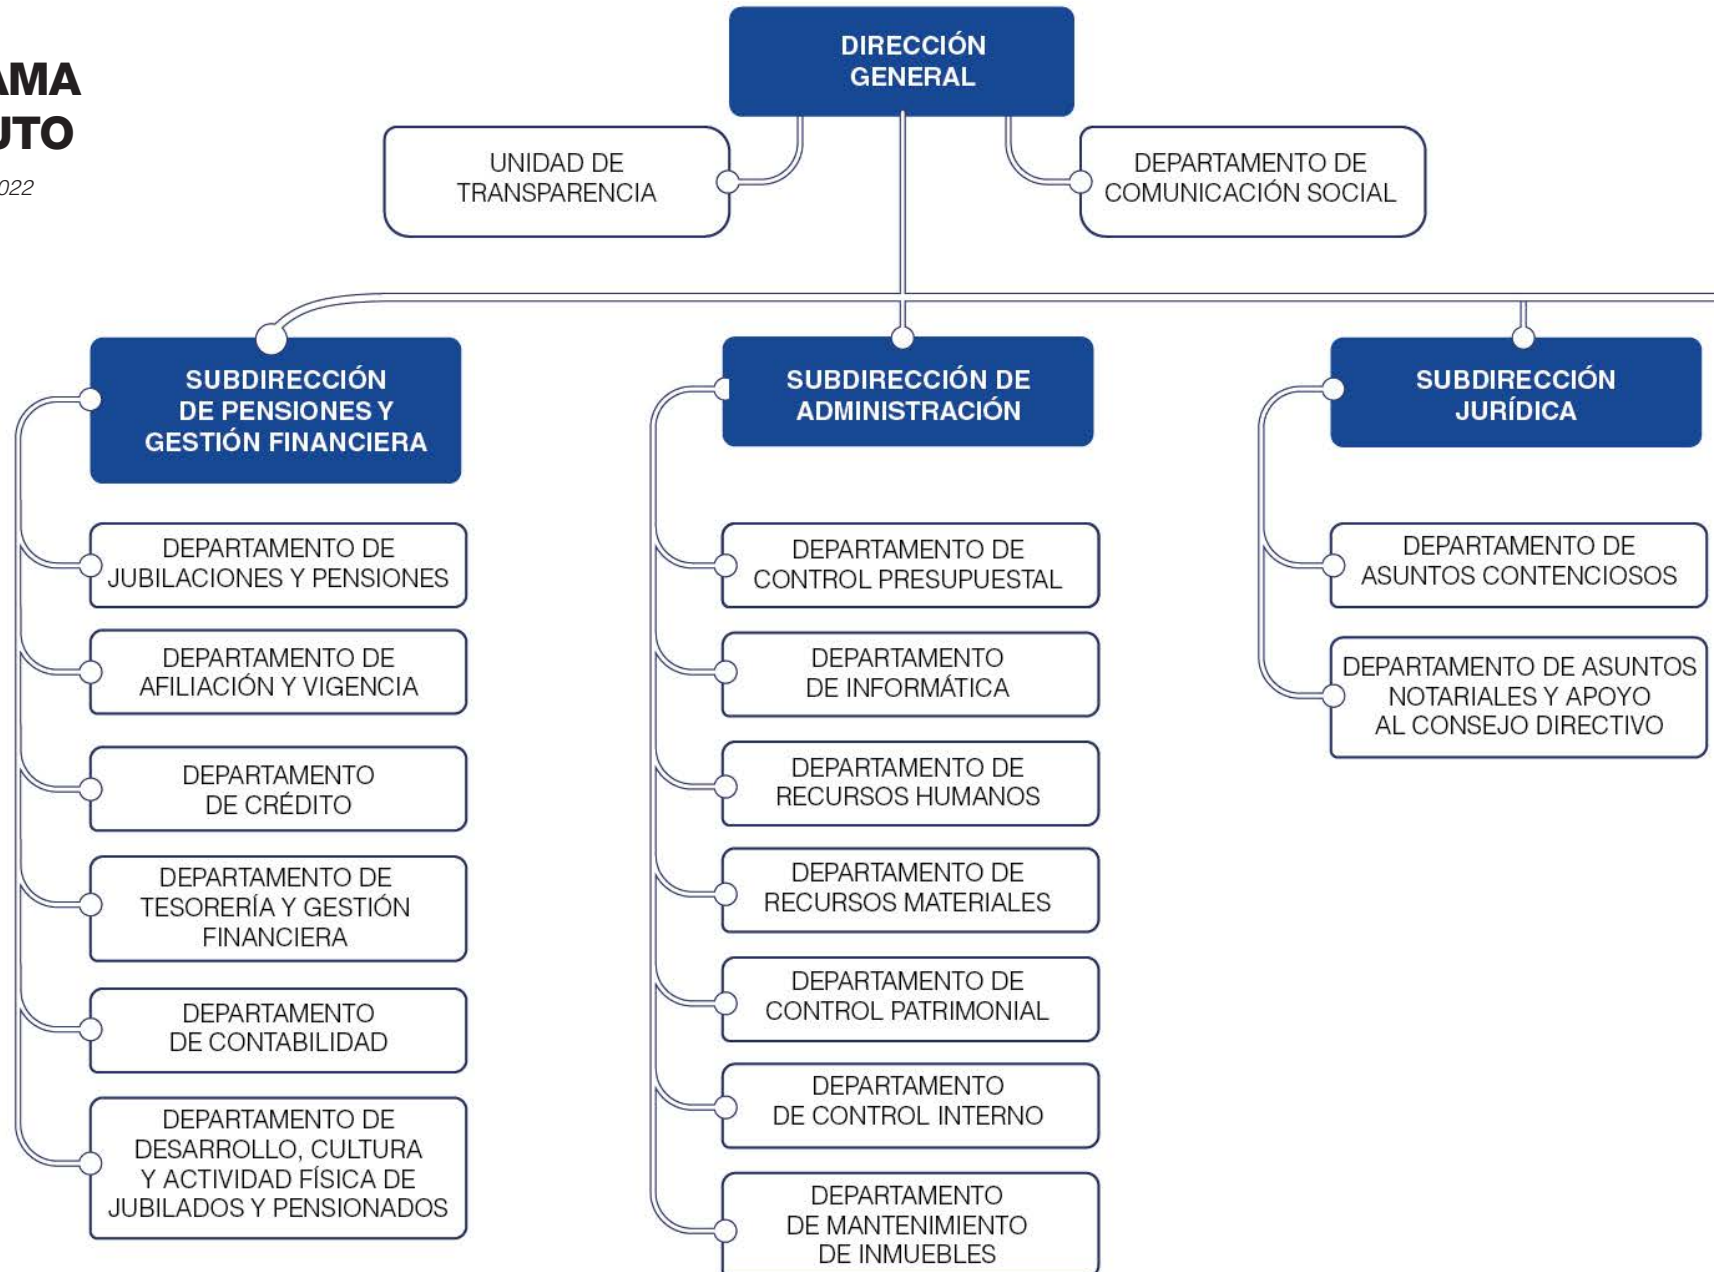 AMA
UTO
022
DIRECCIÓN
GENERAL
UNIDAD DE
TRANSPARENCIA
DEPARTAMENTO DE
COMUNICACIÓN SOCIAL
SUBDIRECCIÓN
DE PENSIONES Y
GESTIÓN FINANCIERA
DEPARTAMENTO DE
JUBILACIONES Y PENSIONES
DEPARTAMENTO DE
AFILIACIÓN Y VIGENCIA
DEPARTAMENTO
DE CRÉDITO
DEPARTAMENTO DE
TESORERÍA Y GESTIÓN
FINANCIERA
DEPARTAMENTO
DE CONTABILIDAD
DEPARTAMENTO DE
DESARROLLO, CULTURA
Y ACTIVIDAD FÍSICA DE
JUBILADOS Y PENSIONADOS
SUBDIRECCIÓN DE
ADMINISTRACIÓN
DEPARTAMENTO DE
CONTROL PRESUPUESTAL
DEPARTAMENTO
DE INFORMÁTICA
DEPARTAMENTO DE
RECURSOS HUMANOS
DEPARTAMENTO DE
RECURSOS MATERIALES
DEPARTAMENTO DE
CONTROL PATRIMONIAL
DEPARTAMENTO
DE CONTROL INTERNO
DEPARTAMENTO
DE MANTENIMIENTO
DE INMUEBLES
SUBDIRECCIÓN
JURÍDICA
DEPARTAMENTO DE
ASUNTOS CONTENCIOSOS
DEPARTAMENTO DE ASUNTOS
NOTARIALES Y APOYO
AL CONSEJO DIRECTIVO